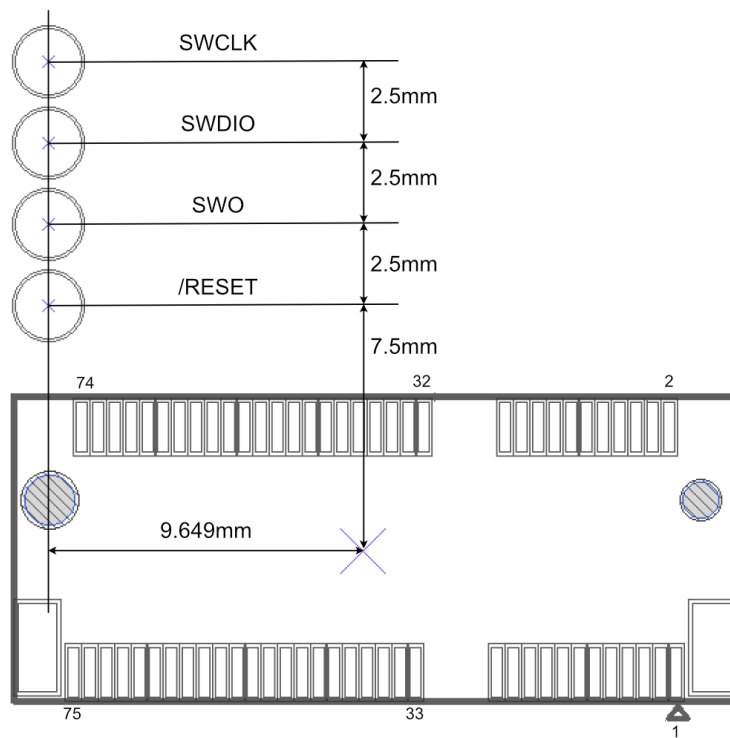 SWCLK
2.5mm
SWDIO
2.5mm
SWO
2.5mm
/RESET
7.5mm
74
32
2
9.649mm
75
33
1